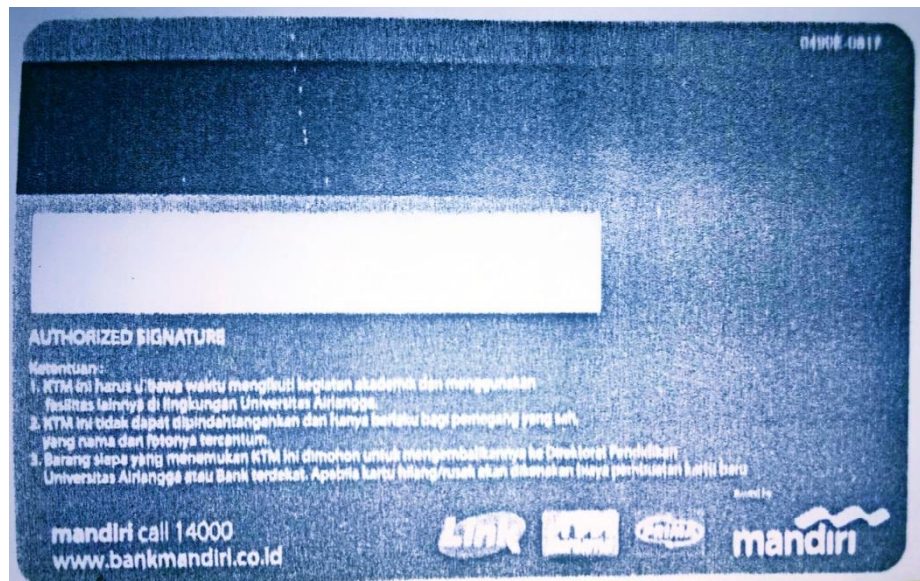 AUTHORIZED SIGNATURE
Ketentuan :
1. KTM ini harus dibawa waktu mengikuti kegiatan akademik dan menggunakan
fasilitas lainnya di lingkungan Universitas Airlangga.
2. KTM ini tidak dapat dipindahtangankan dan hanya berlaku bagi pemegang yang sah,
yang nama dan fotonya tercantum.
3. Barang siapa yang menemukan KTM ini dimohon untuk mengembalikannya ke Direktorat Pendidikan
Universitas Airlangga atau Bank terdekat. Apabila kartu hilang/rusak akan dikenakan biaya pembuatan kartu baru
mandiri call 14000
www.bankmandiri.co.id
LINK
mandiri